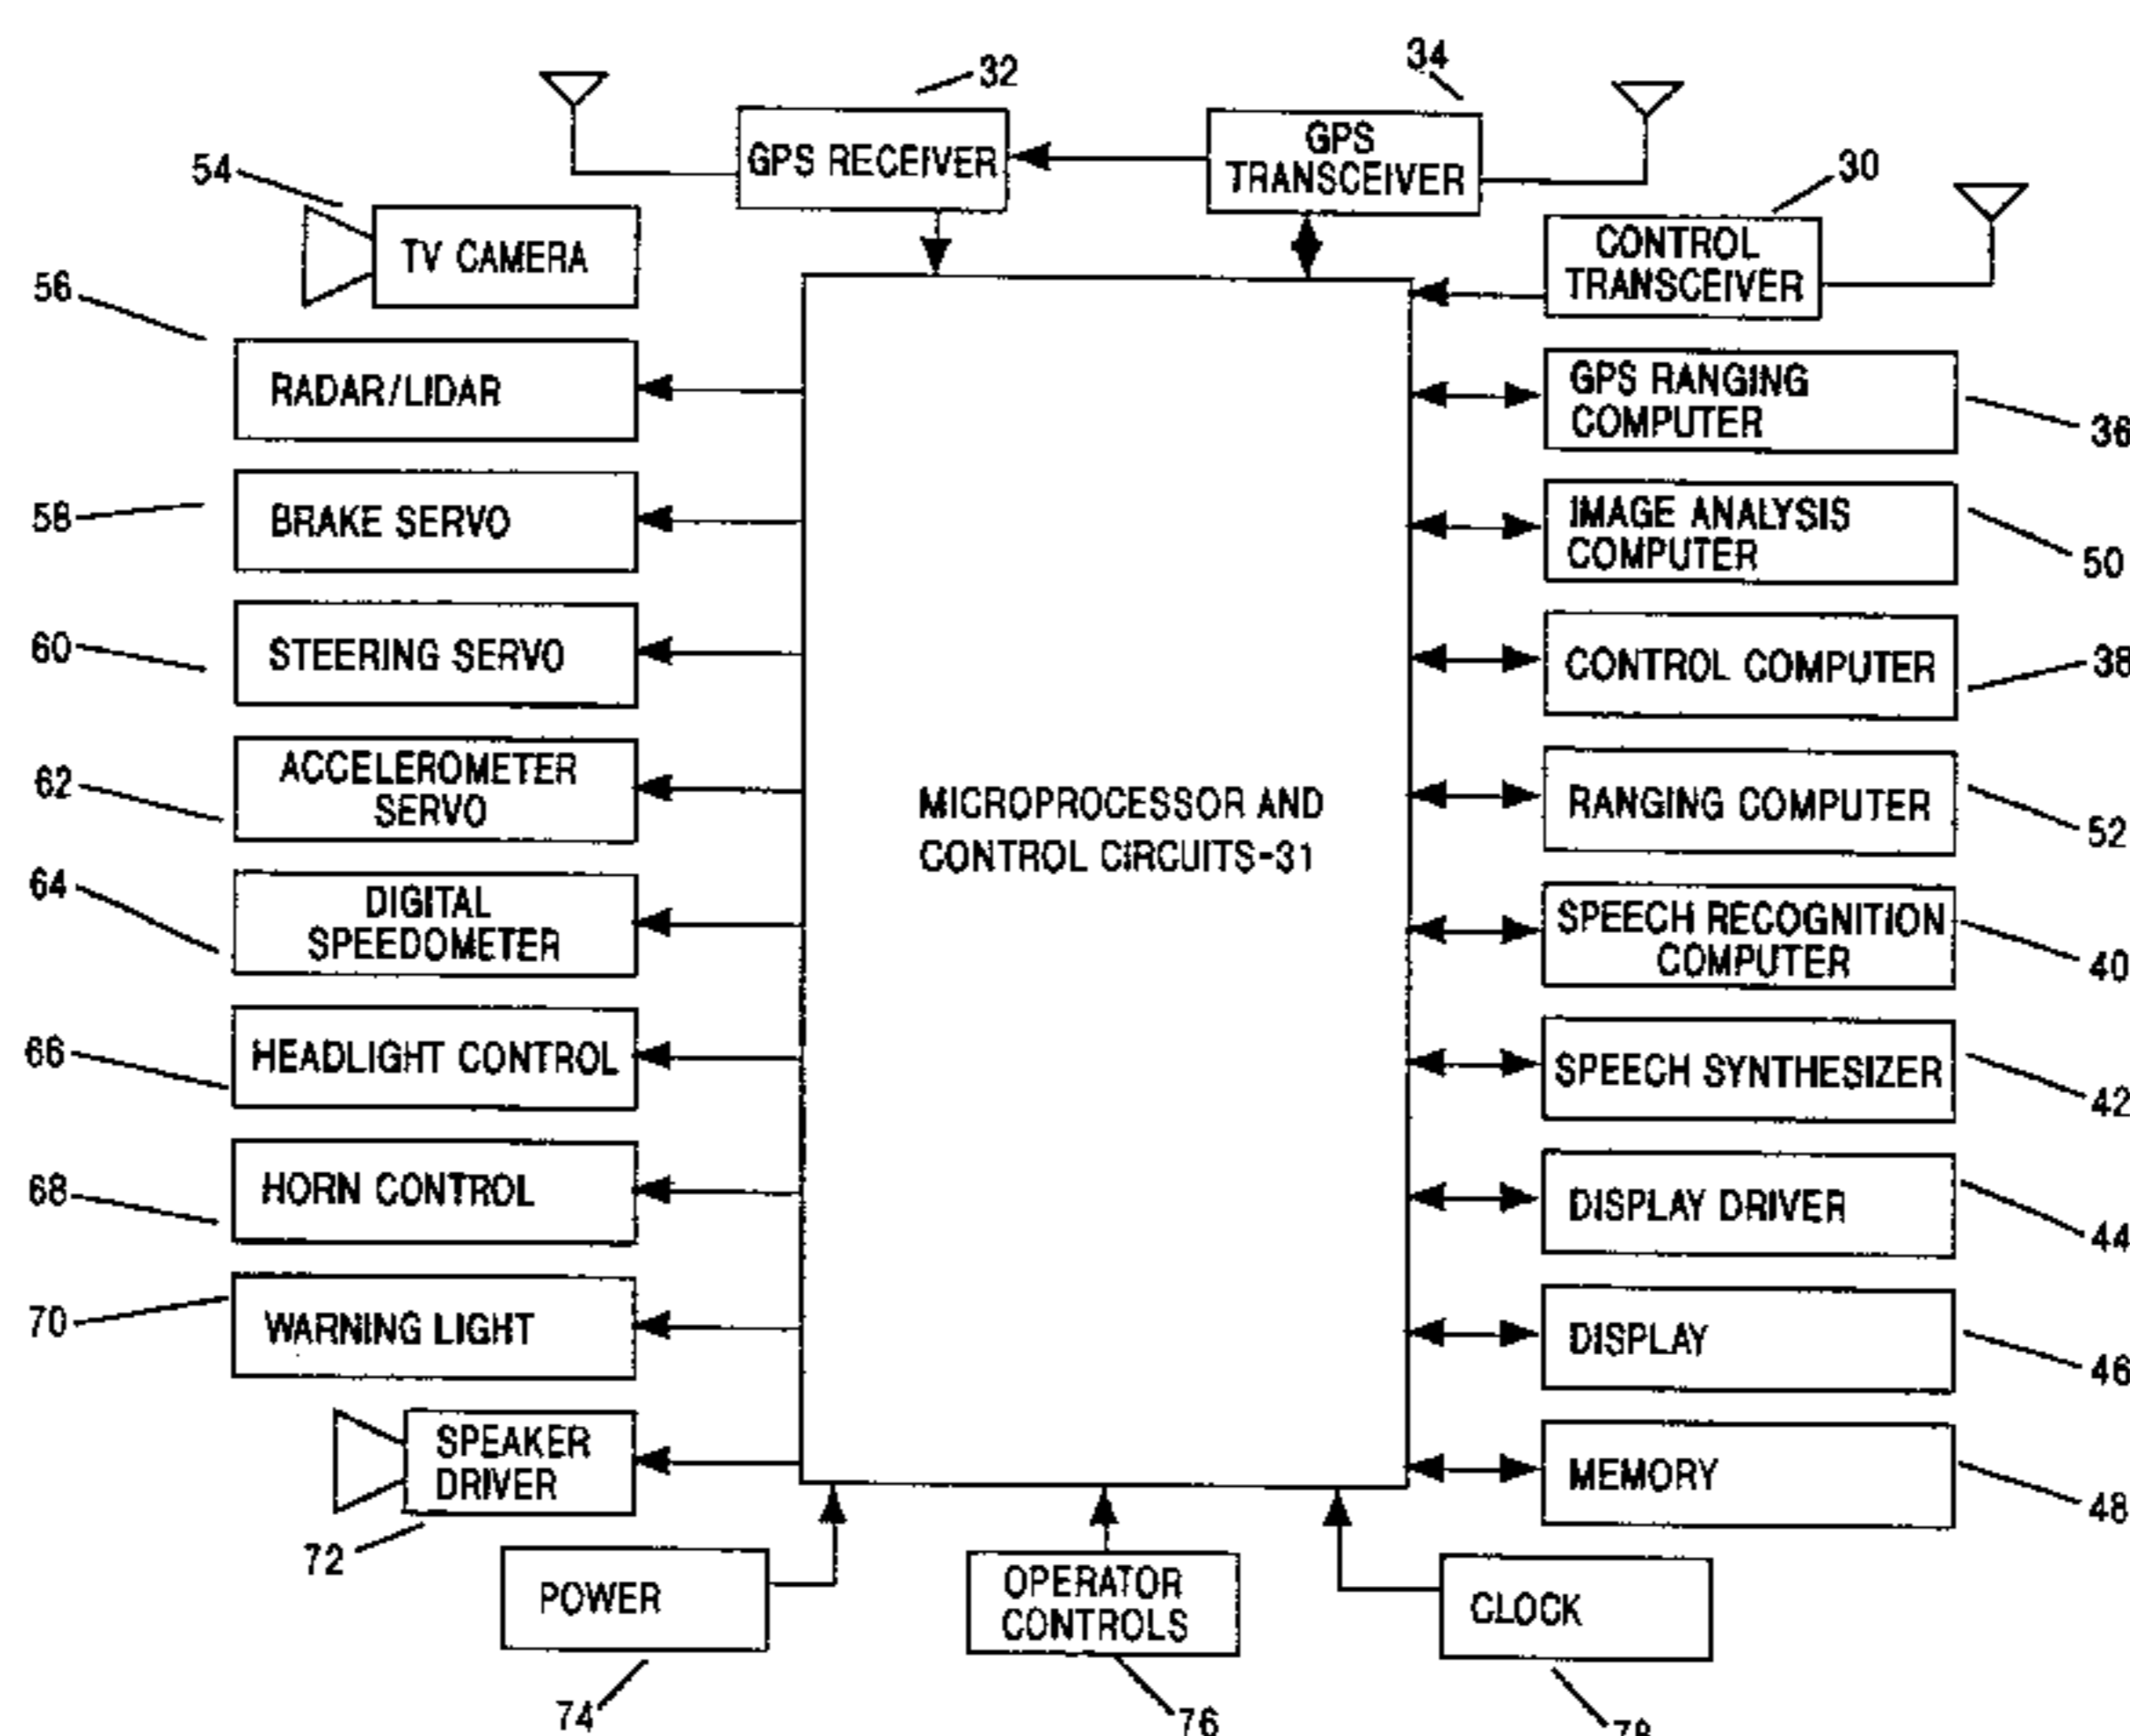 32
34
GPS RECEIVER
GPS
TRANSCEIVER
30
54
TV CAMERA
CONTROL
TRANSCEIVER
56
RADAR/LIDAR
GPS RANGING
COMPUTER
36
58
BRAKE SERVO
IMAGE ANALYSIS
COMPUTER
50
60
STEERING SERVO
CONTROL COMPUTER
38
62
ACCELEROMETER
SERVO
MICROPROCESSOR AND
CONTROL CIRCUITS-31
RANGING COMPUTER
52
64
DIGITAL
SPEEDOMETER
SPEECH RECOGNITION
COMPUTER
40
66
HEADLIGHT CONTROL
SPEECH SYNTHESIZER
42
68
HORN CONTROL
DISPLAY DRIVER
44
70
WARNING LIGHT
DISPLAY
46
SPEAKER
DRIVER
72
MEMORY
48
POWER
74
OPERATOR
CONTROLS
76
CLOCK
78